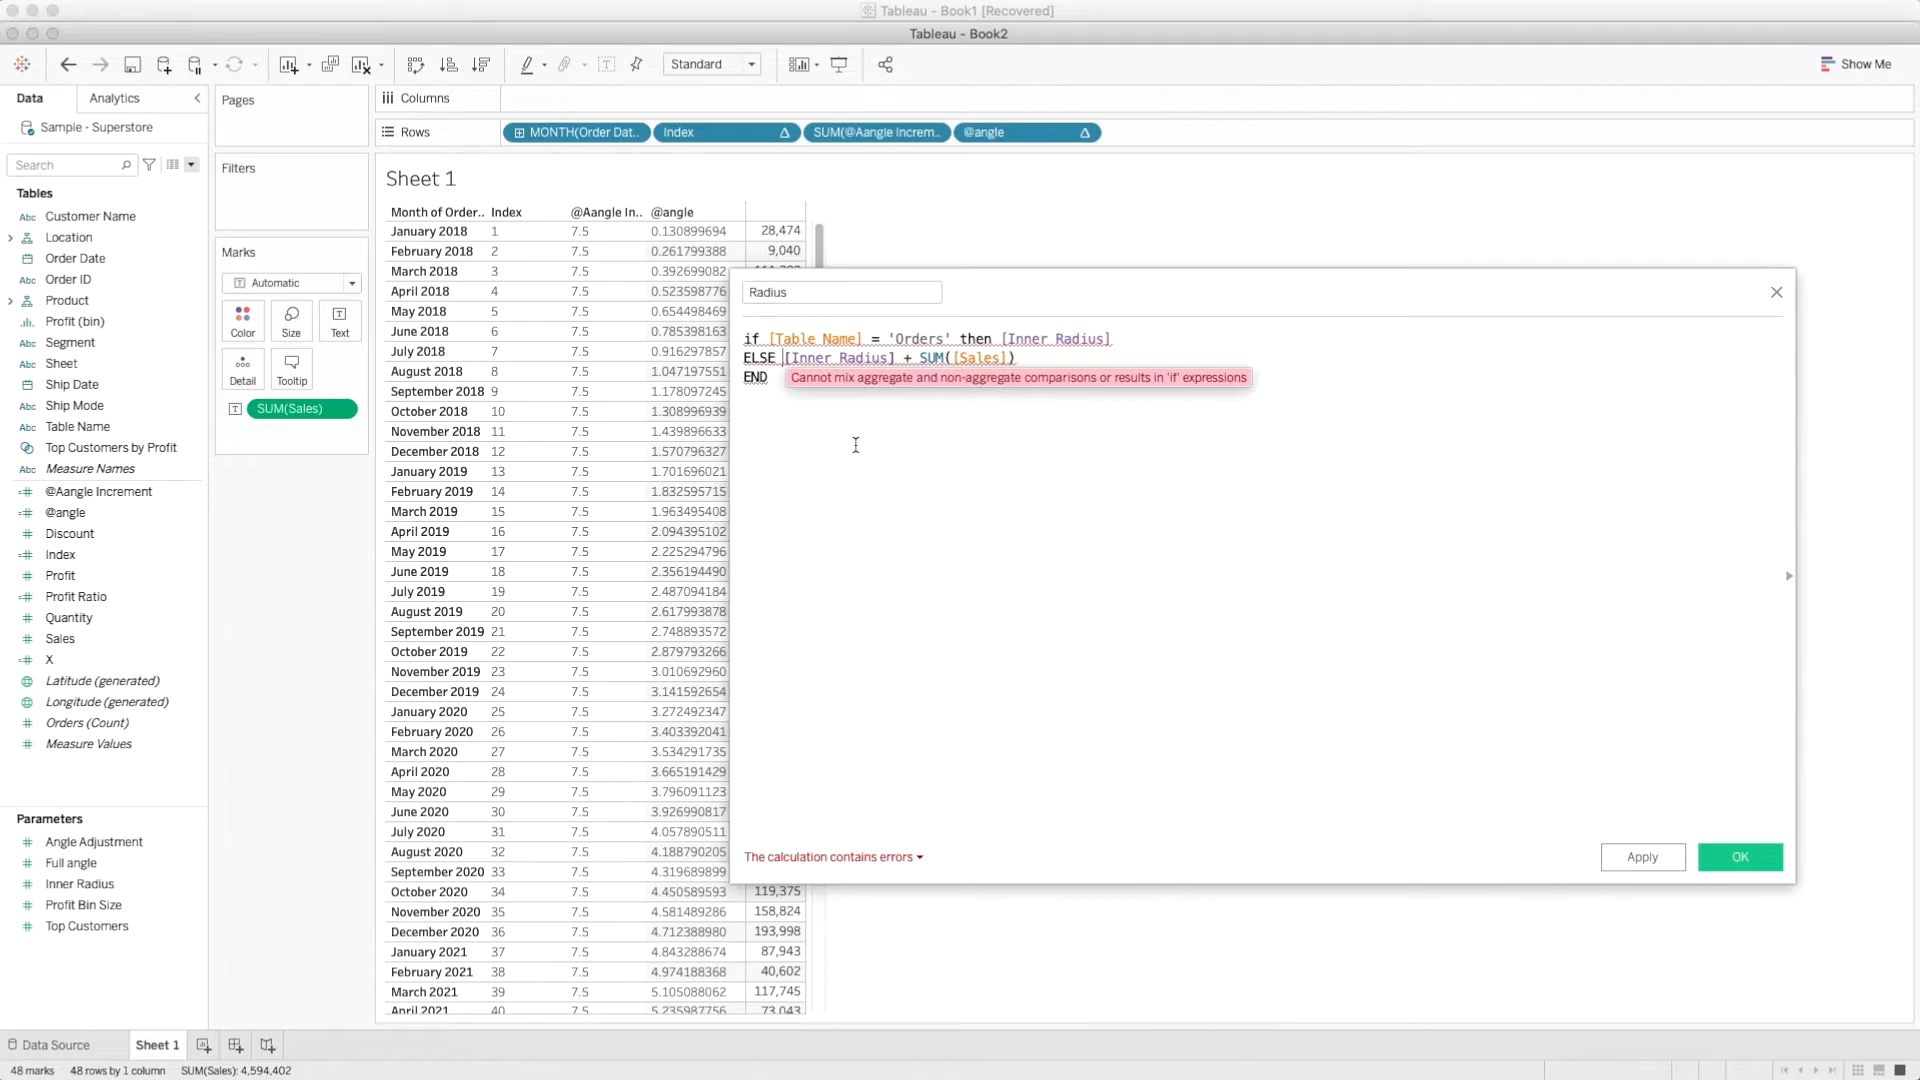 Tableau - Book1 [Recovered]
Tableau - Book2
Standard
Show Me
Data
Analytics
Pages
Columns
Sample - Superstore
Rows
MONTH(Order Dat..
Index
SUM(@Aangle Increm..
@angle
Search
Filters
Sheet 1
Tables
Abc Customer Name
Location
Order Date
Abc Order ID
Product
Profit (bin)
Abc Segment
Abc Sheet
Ship Date
Abc Ship Mode
Abc Table Name
Top Customers by Profit
Abc Measure Names
@Aangle Increment
@angle
Discount
Index
Profit
Profit Ratio
Quantity
Sales
X
Latitude (generated)
Longitude (generated)
Orders (Count)
Measure Values
Parameters
Angle Adjustment
Full angle
Inner Radius
Profit Bin Size
Top Customers
Marks
Automatic
Color
Size
Text
Detail
Tooltip
SUM(Sales)
Month of Order.. Index @Aangle In.. @angle
January 2018 1 7.5 0.130899694 28,474
February 2018 2 7.5 0.261799388 9,040
March 2018 3 7.5 0.392699082
April 2018 4 7.5 0.523598776
May 2018 5 7.5 0.654498469
June 2018 6 7.5 0.785398163
July 2018 7 7.5 0.916297857
August 2018 8 7.5 1.047197551
September 2018 9 7.5 1.178097245
October 2018 10 7.5 1.308996939
November 2018 11 7.5 1.439896633
December 2018 12 7.5 1.570796327
January 2019 13 7.5 1.701696021
February 2019 14 7.5 1.832595715
March 2019 15 7.5 1.963495408
April 2019 16 7.5 2.094395102
May 2019 17 7.5 2.225294796
June 2019 18 7.5 2.356194490
July 2019 19 7.5 2.487094184
August 2019 20 7.5 2.617993878
September 2019 21 7.5 2.748893572
October 2019 22 7.5 2.879793266
November 2019 23 7.5 3.010692960
December 2019 24 7.5 3.141592654
January 2020 25 7.5 3.272492347
February 2020 26 7.5 3.403392041
March 2020 27 7.5 3.534291735
April 2020 28 7.5 3.665191429
May 2020 29 7.5 3.796091123
June 2020 30 7.5 3.926990817
July 2020 31 7.5 4.057890511
August 2020 32 7.5 4.188790205
September 2020 33 7.5 4.319689899
October 2020 34 7.5 4.450589593 119,375
November 2020 35 7.5 4.581489286 158,824
December 2020 36 7.5 4.712388980 193,998
January 2021 37 7.5 4.843288674 87,943
February 2021 38 7.5 4.974188368 40,602
March 2021 39 7.5 5.105088062 117,745
April 2021 40 7.5 5.235987756 73,043
Radius
if [Table Name] = 'Orders' then [Inner Radius]
ELSE [Inner Radius] + SUM([Sales])
END
Cannot mix aggregate and non-aggregate comparisons or results in 'if' expressions
The calculation contains errors
Apply
OK
Data Source
Sheet 1
48 marks
48 rows by 1 column
SUM(Sales): 4,594,402